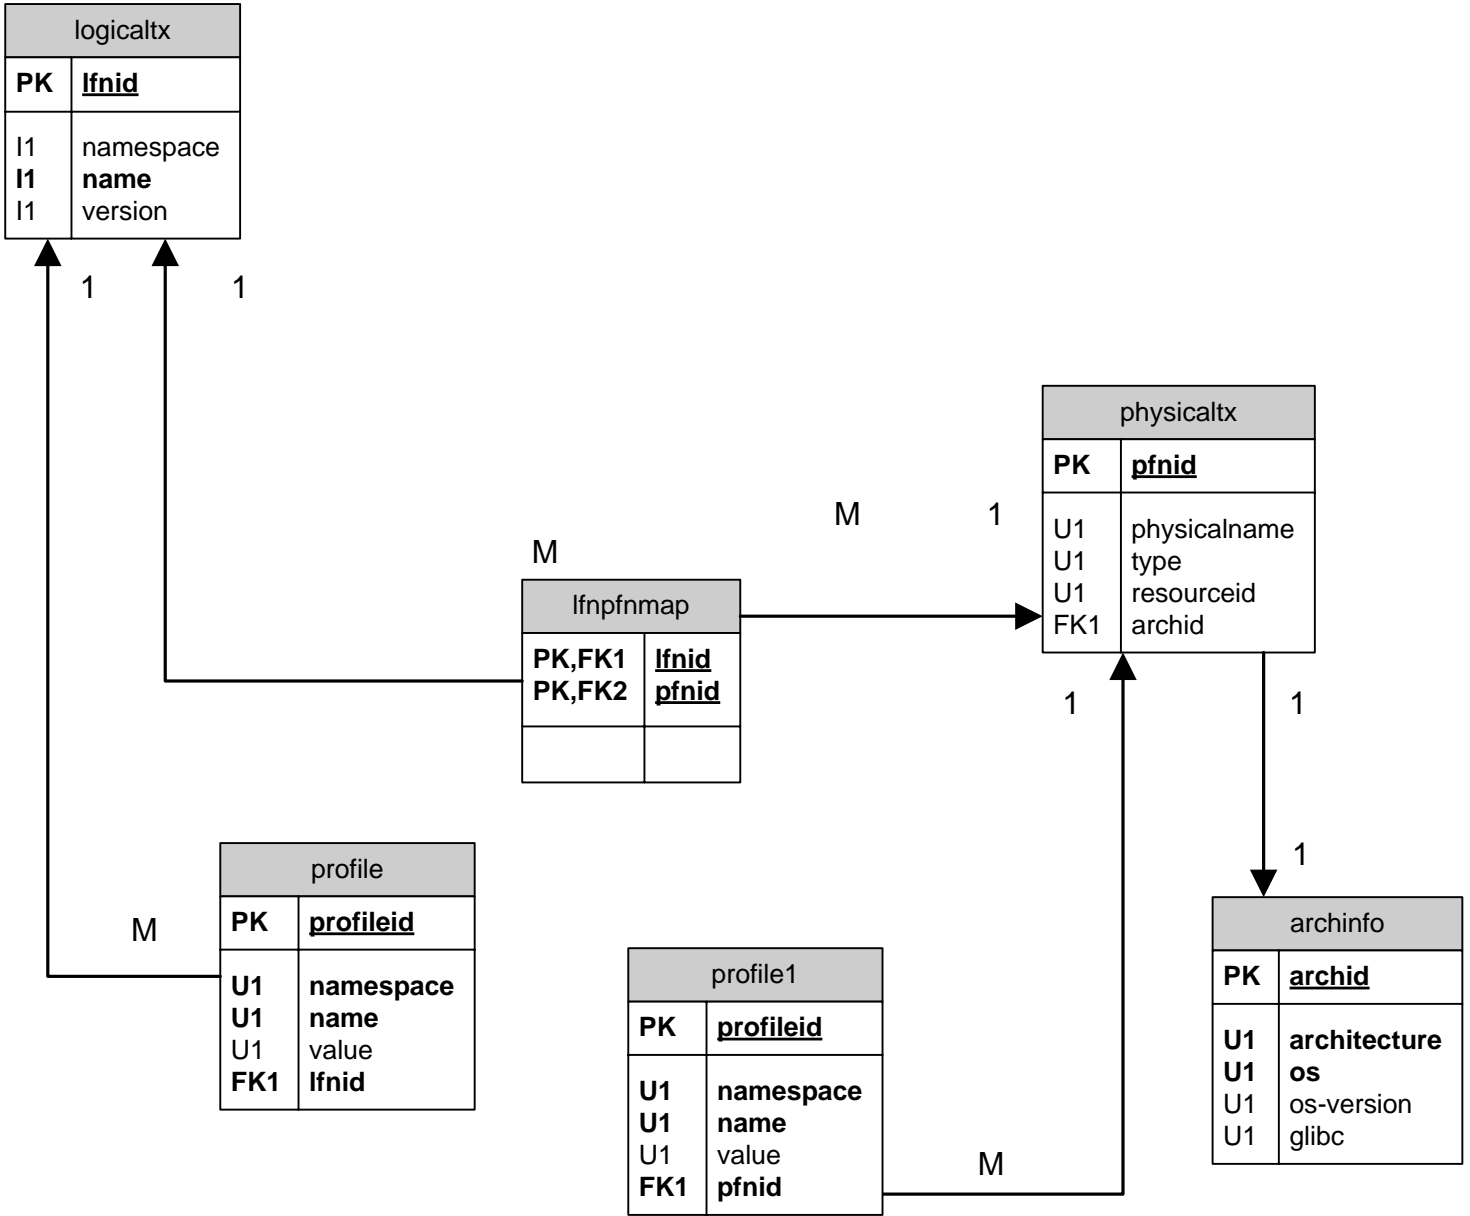 logicaltx
PK lfnid
I1 namespace
I1 name
I1 version
1 1
physicaltx
PK pfnid
U1 physicalname
U1 type
U1 resourceid
FK1 archid
M 1
M
lfnpfnmap
PK,FK1 lfnid
PK,FK2 pfnid
1 1
1
profile
PK profileid
U1 namespace
U1 name
U1 value
FK1 lfnid
M
profile1
PK profileid
U1 namespace
U1 name
U1 value
FK1 pfnid
M
archinfo
PK archid
U1 architecture
U1 os
U1 os-version
U1 glibc